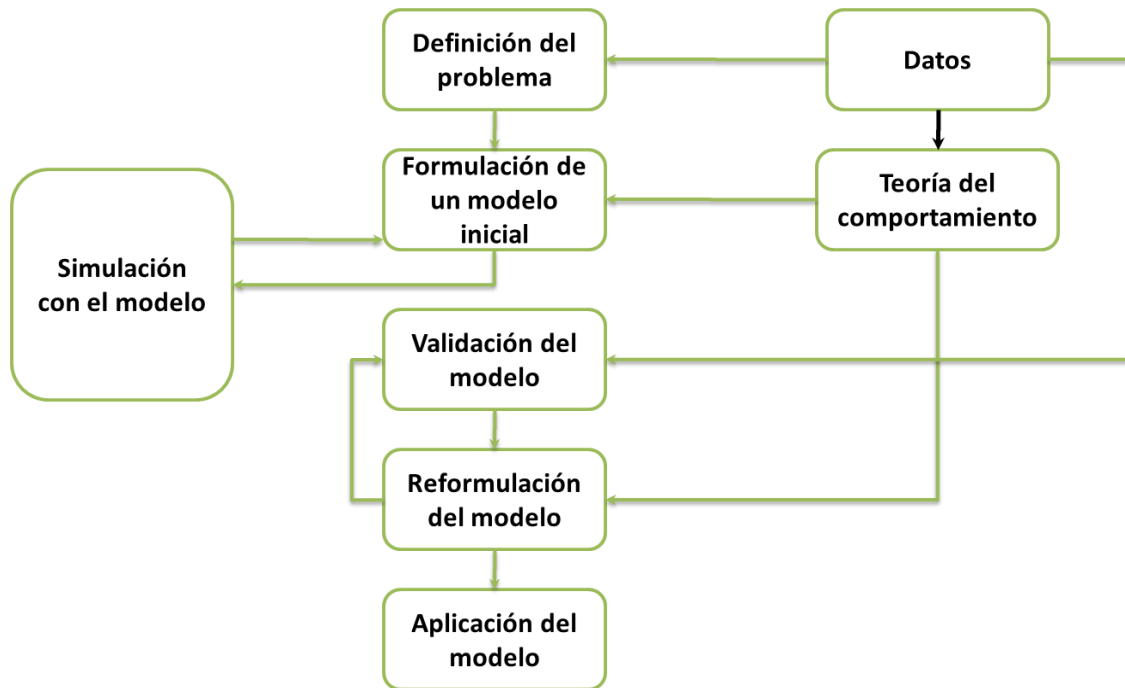 Definición del
problema
Datos
Formulación de
un modelo
inicial
Teoría del
comportamiento
Simulación
con el modelo
Validación del
modelo
Reformulación
del modelo
Aplicación del
modelo